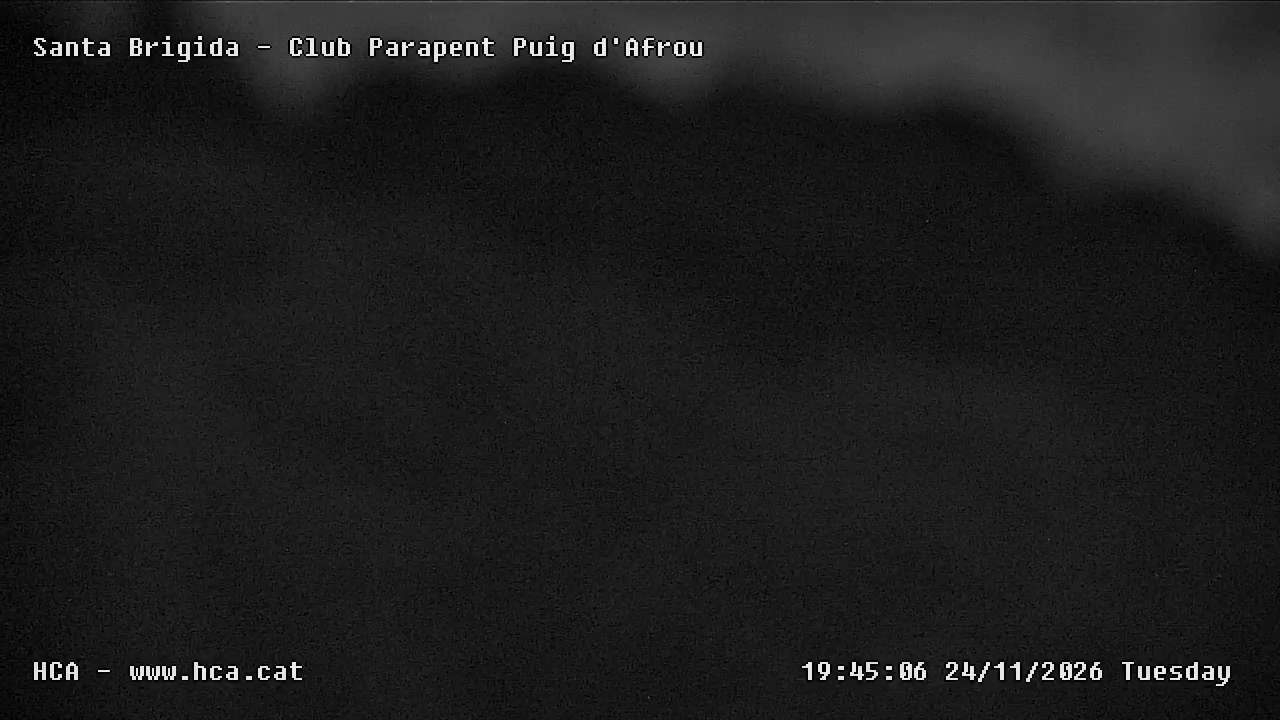 Santa Brigida - Club Parapent Puig d'Afrou
HCA - www.hca.cat
19:45:06 24/11/2026 Tuesday